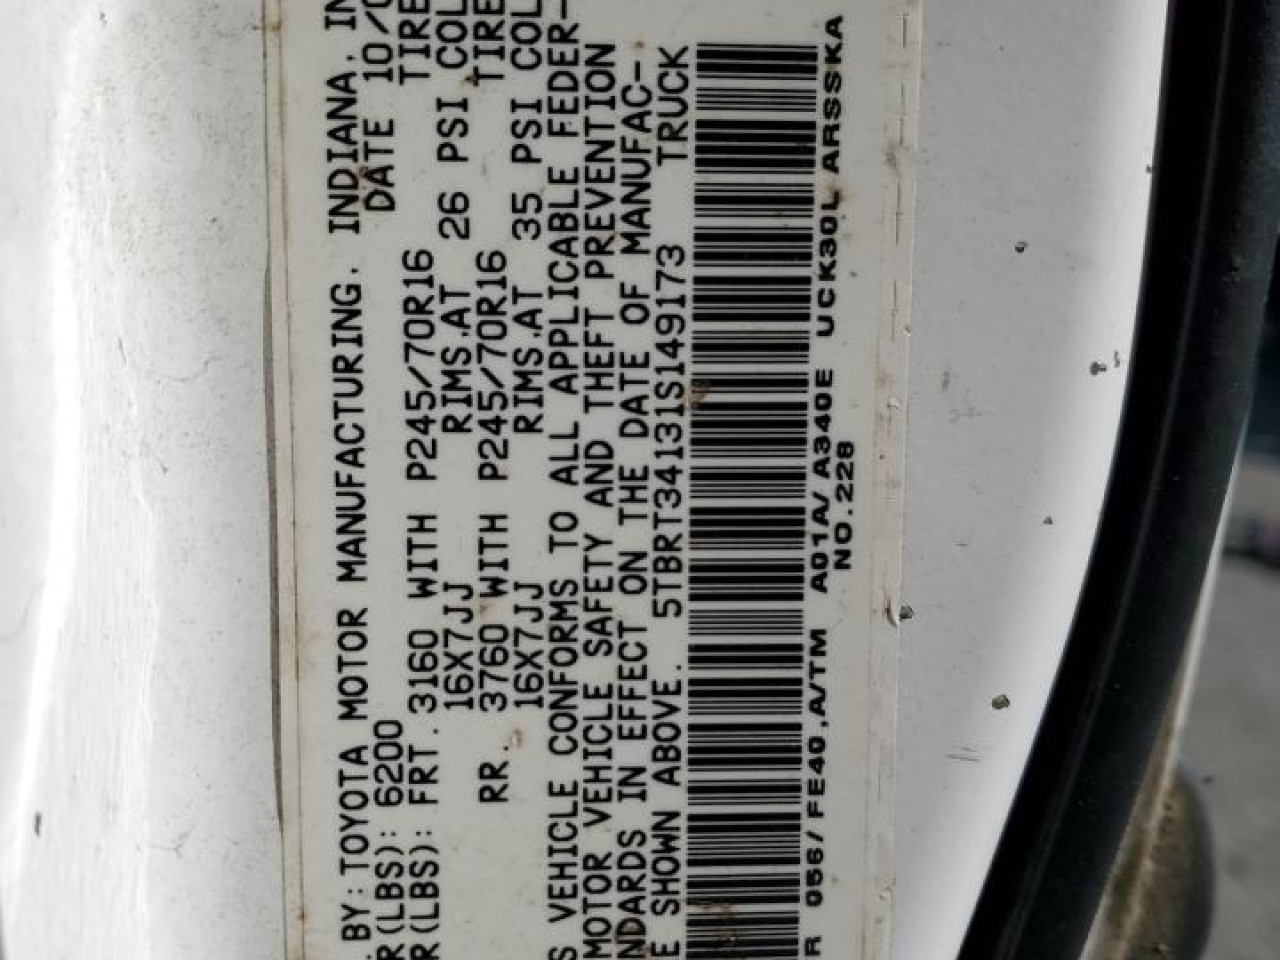 BY: TOYOTA MOTOR MANUFACTURING, INDIANA, IN
R(LBS): 6200 DATE 10/0
R(LBS): FRT. 3160 WITH P245/70R16 TIRE
16X7JJ RIMS,AT 26 PSI COL
RR. 3760 WITH P245/70R16 TIRE
16X7JJ RIMS,AT 35 PSI COL
S VEHICLE CONFORMS TO ALL APPLICABLE FEDER-
MOTOR VEHICLE SAFETY AND THEFT PREVENTION
NDARDS IN EFFECT ON THE DATE OF MANUFAC-
E SHOWN ABOVE. 5TBRT34131S149173 TRUCK
R 056/FE40,A/TM A01A/A340E UCK30L ARSSKA
NO.228